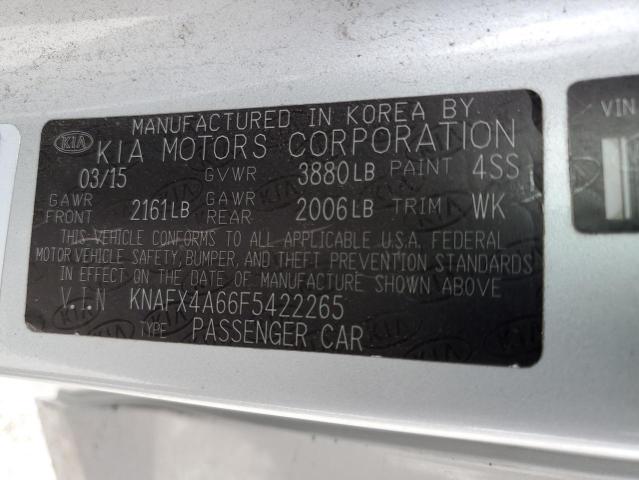 MANUFACTURED IN KOREA BY
KIA KIA MOTORS CORPORATION
03/15 GVWR 3880LB PAINT 4SS
GAWR FRONT 2161LB GAWR REAR 2006LB TRIM WK
THIS VEHICLE CONFORMS TO ALL APPLICABLE U.S.A. FEDERAL
MOTOR VEHICLE SAFETY, BUMPER, AND THEFT PREVENTION STANDARDS
IN EFFECT ON THE DATE OF MANUFACTURE SHOWN ABOVE
V.I.N KNAFX4A66F5422265
TYPE PASSENGER CAR
VIN